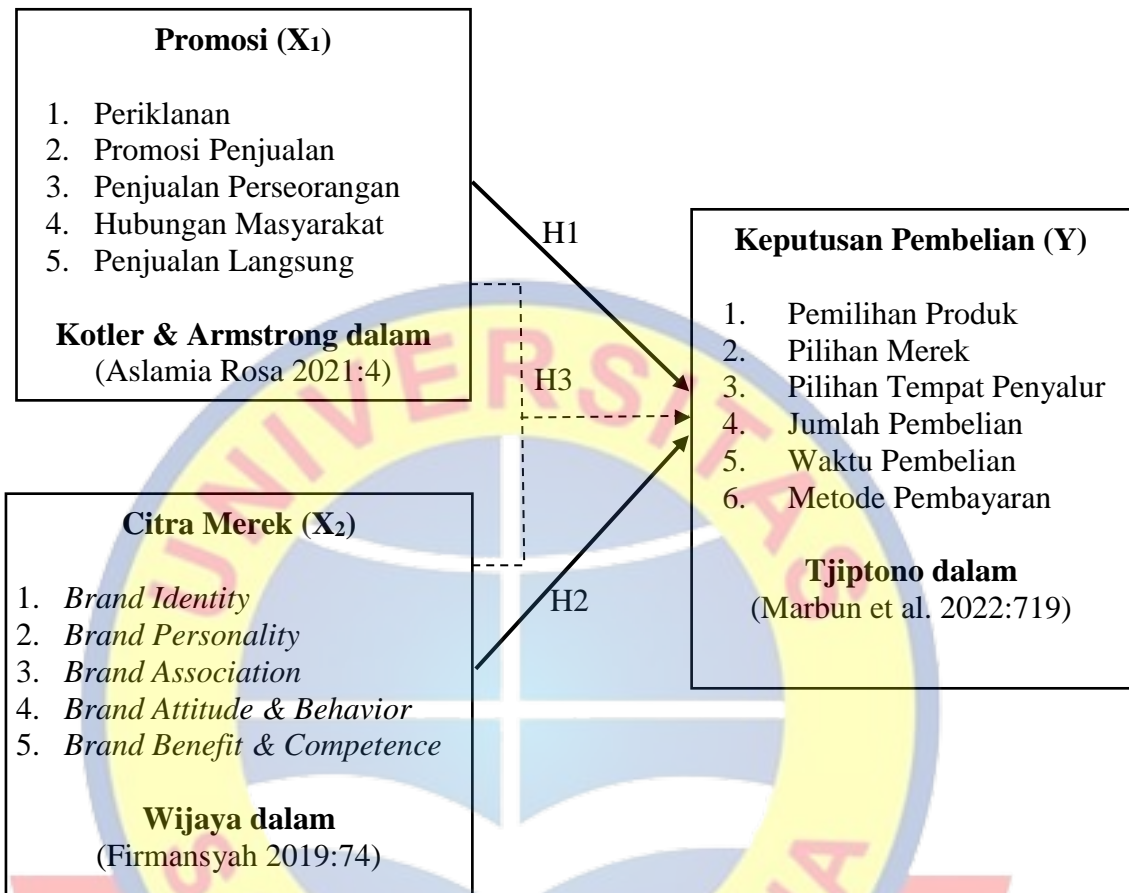 Promosi (X1)
1. Periklanan
2. Promosi Penjualan
3. Penjualan Perseorangan
4. Hubungan Masyarakat
5. Penjualan Langsung
Kotler & Armstrong dalam
(Aslamia Rosa 2021:4)
H1
H3
H2
Citra Merek (X2)
1. Brand Identity
2. Brand Personality
3. Brand Association
4. Brand Attitude & Behavior
5. Brand Benefit & Competence
Wijaya dalam
(Firmansyah 2019:74)
Keputusan Pembelian (Y)
1. Pemilihan Produk
2. Pilihan Merek
3. Pilihan Tempat Penyalur
4. Jumlah Pembelian
5. Waktu Pembelian
6. Metode Pembayaran
Tjiptono dalam
(Marbun et al. 2022:719)
UNIVERSITAS